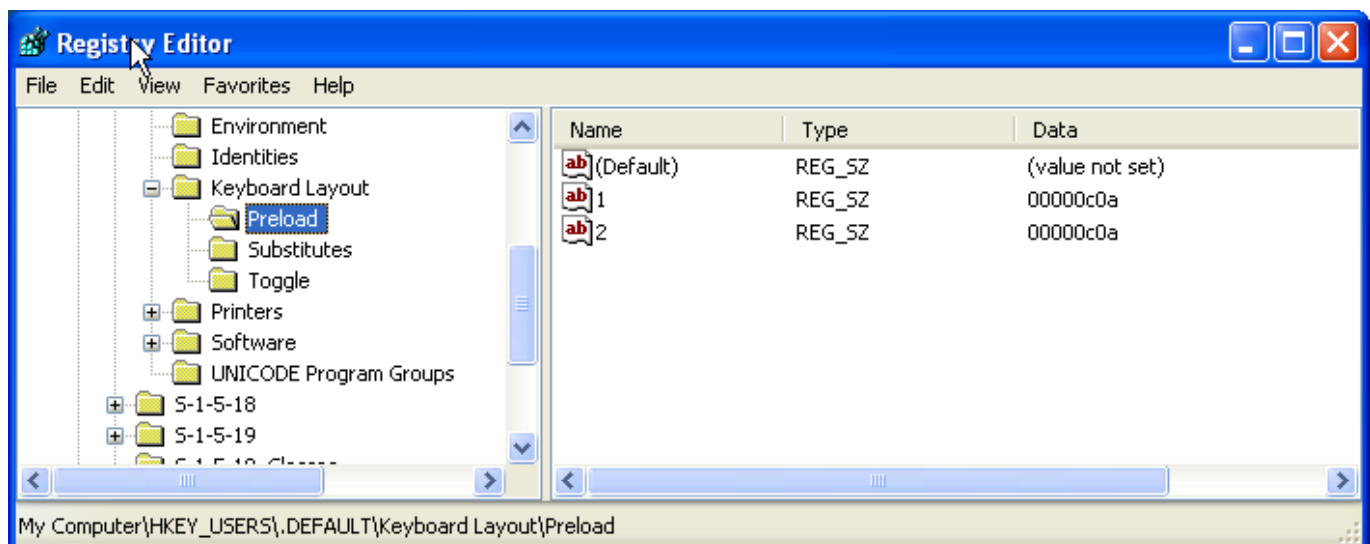 Registry Editor
File Edit View Favorites Help
Environment
Identities
Keyboard Layout
Preload
Substitutes
Toggle
Printers
Software
UNICODE Program Groups
S-1-5-18
S-1-5-19
Name Type Data
(Default) REG_SZ (value not set)
1 REG_SZ 00000c0a
2 REG_SZ 00000c0a
My Computer\HKEY_USERS\.DEFAULT\Keyboard Layout\Preload